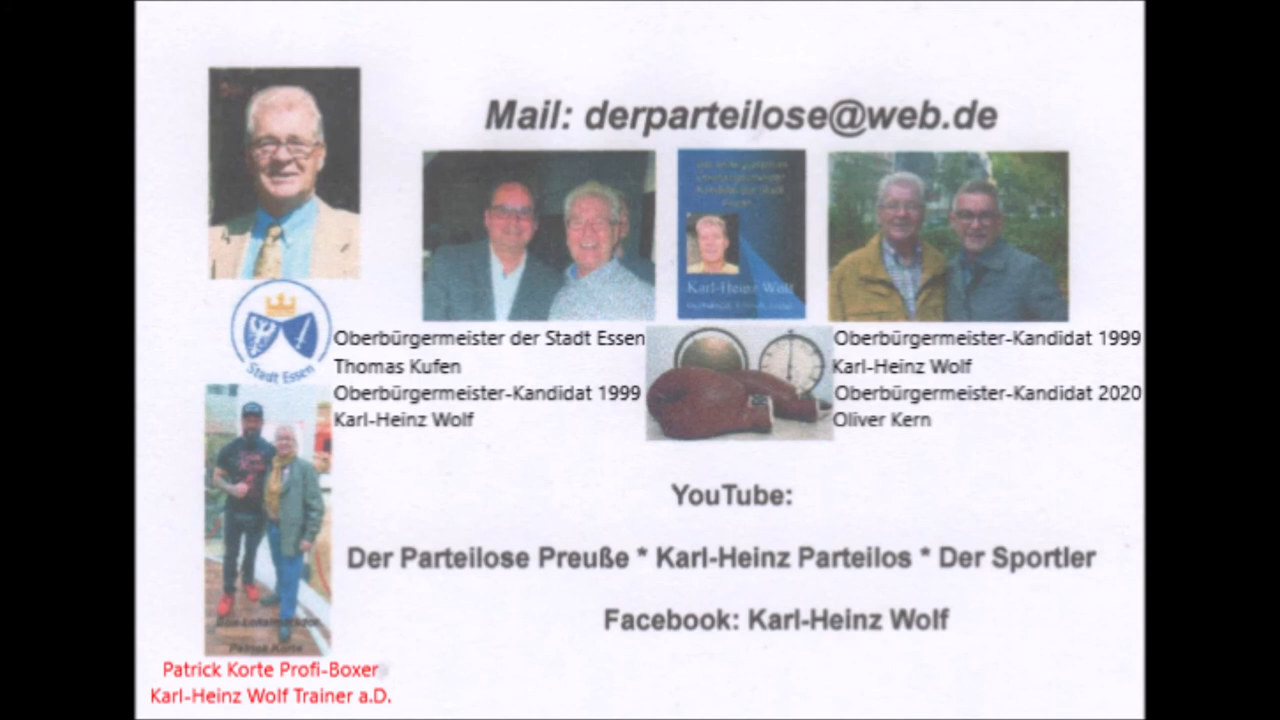 Mail: derparteilose@web.de
Karl-Heinz Wolf
Stadt Essen
Oberbürgermeister der Stadt Essen
Thomas Kufen
Oberbürgermeister-Kandidat 1999
Karl-Heinz Wolf
Oberbürgermeister-Kandidat 1999
Karl-Heinz Wolf
Oberbürgermeister-Kandidat 2020
Oliver Kern
YouTube:
Der Parteilose Preuße * Karl-Heinz Parteilos * Der Sportler
Facebook: Karl-Heinz Wolf
Patrick Korte
Patrick Korte Profi-Boxer
Karl-Heinz Wolf Trainer a.D.